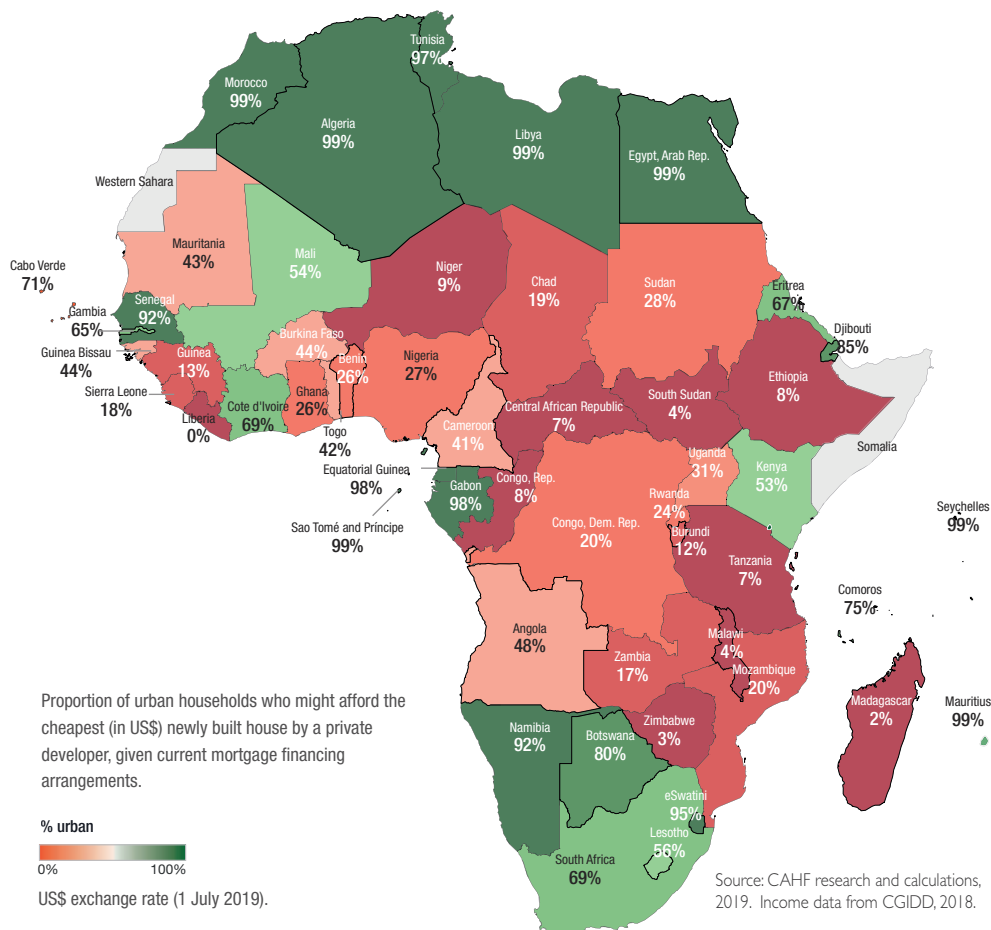 Tunisia
97%
Morocco
99%
Algeria
99%
Libya
99%
Egypt, Arab Rep.
99%
Western Sahara
Mauritania
43%
Mali
54%
Niger
9%
Chad
19%
Sudan
28%
Eritrea
67%
Cabo Verde
71%
Senegal
92%
Gambia
65%
Guinea Bissau
44%
Guinea
13%
Sierra Leone
18%
Liberia
0%
Cote d'Ivoire
69%
Burkina Faso
44%
Ghana
26%
Togo
42%
Benin
26%
Nigeria
27%
Cameroon
41%
Central African Republic
7%
South Sudan
4%
Ethiopia
8%
Djibouti
85%
Somalia
Equatorial Guinea
98%
Sao Tomé and Príncipe
99%
Gabon
98%
Congo, Rep.
8%
Congo, Dem. Rep.
20%
Uganda
31%
Rwanda
24%
Burundi
12%
Kenya
53%
Tanzania
7%
Seychelles
99%
Comoros
75%
Angola
48%
Zambia
17%
Malawi
4%
Mozambique
20%
Madagascar
2%
Mauritius
99%
Namibia
92%
Botswana
80%
Zimbabwe
3%
eSwatini
95%
Lesotho
56%
South Africa
69%
Proportion of urban households who might afford the
cheapest (in US$) newly built house by a private
developer, given current mortgage financing
arrangements.
% urban
0%
100%
US$ exchange rate (1 July 2019).
Source: CAHF research and calculations,
2019. Income data from CGIDD, 2018.